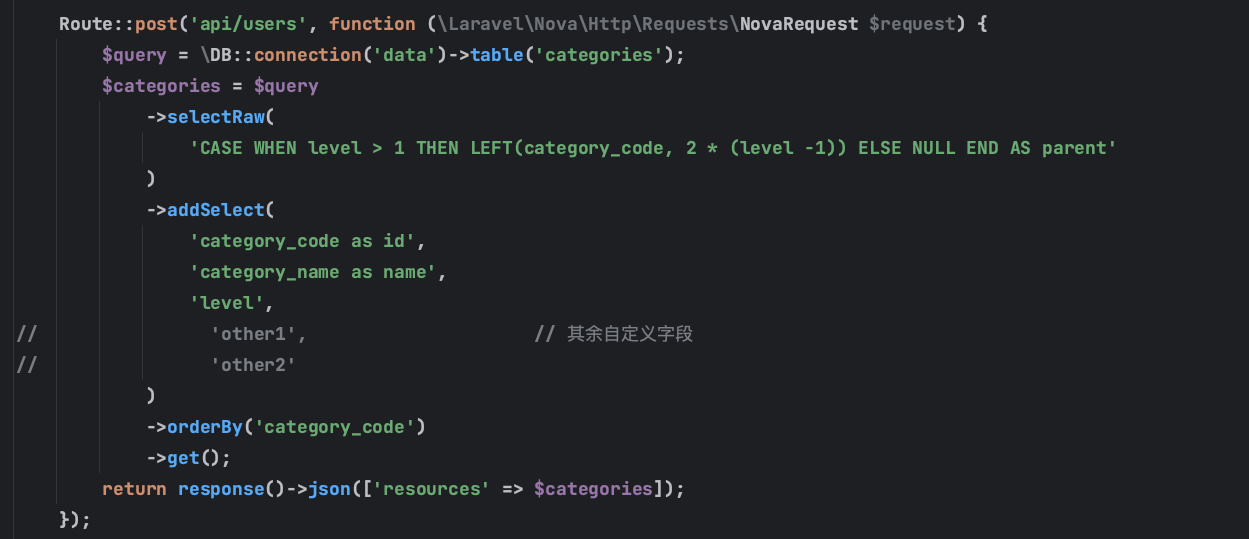 Route::post('api/users', function (\Laravel\Nova\Http\Requests\NovaRequest $request) {
    $query = \DB::connection('data')->table('categories');
    $categories = $query
        ->selectRaw(
            'CASE WHEN level > 1 THEN LEFT(category_code, 2 * (level -1)) ELSE NULL END AS parent'
        )
        ->addSelect(
            'category_code as id',
            'category_name as name',
            'level',
//                'other1',                     // 其余自定义字段
//                'other2'
        )
        ->orderBy('category_code')
        ->get();
    return response()->json(['resources' => $categories]);
});